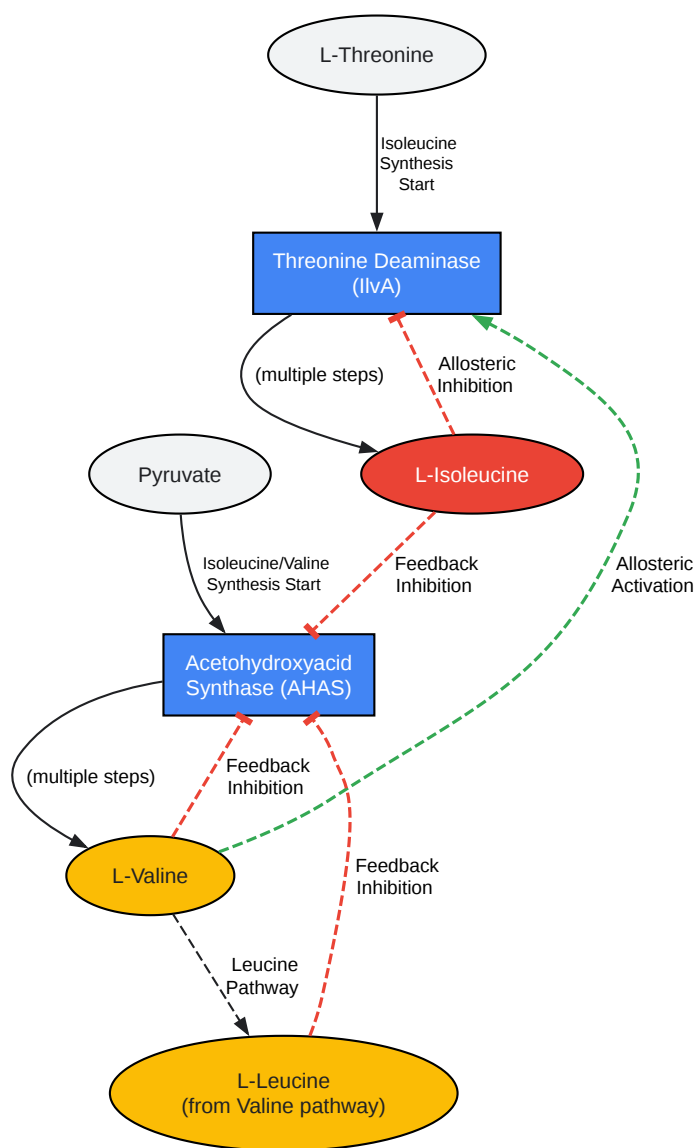 L-Threonine
Isoleucine
Synthesis
Start
Threonine Deaminase
(IlvA)
(multiple steps)
Allosteric
Inhibition
Pyruvate
L-Isoleucine
Isoleucine/Valine
Synthesis Start
Feedback
Inhibition
Allosteric
Activation
Acetohydroxyacid
Synthase (AHAS)
(multiple steps)
Feedback
Inhibition
L-Valine
Feedback
Inhibition
Leucine
Pathway
L-Leucine
(from Valine pathway)